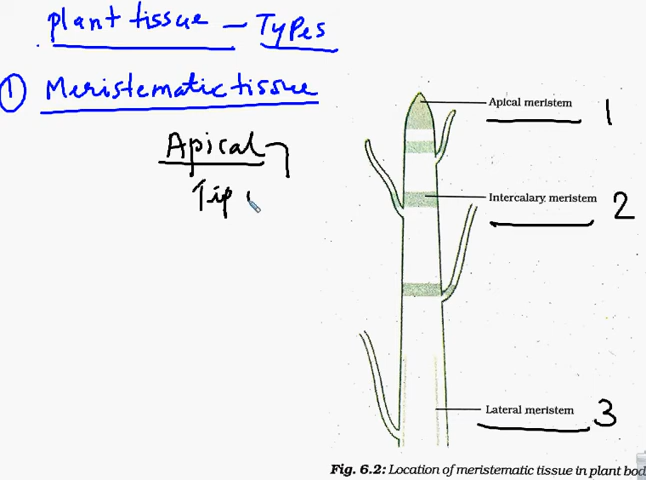 plant tissue - Types
① Meristematic tissue
Apical
Tip
Apical meristem 1
Intercalary meristem 2
Lateral meristem 3
Fig. 6.2: Location of meristematic tissue in plant bod